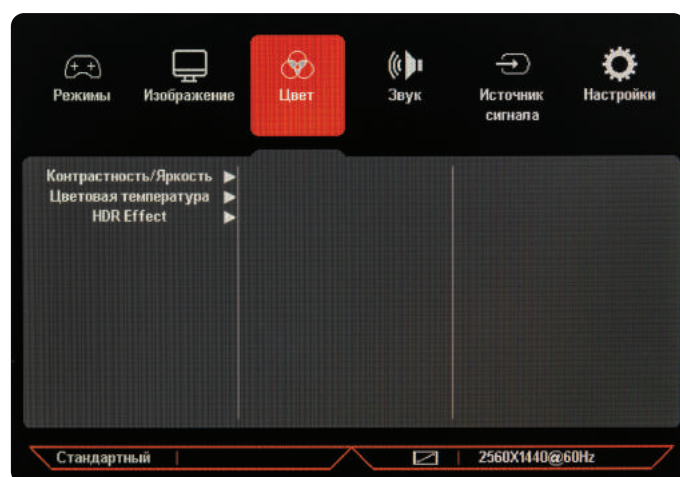 Режимы
Изображение
Цвет
Звук
Источник
сигнала
Настройки
Контрастность/Яркость
Цветовая температура
HDR Effect
Стандартный
2560X1440@60Hz